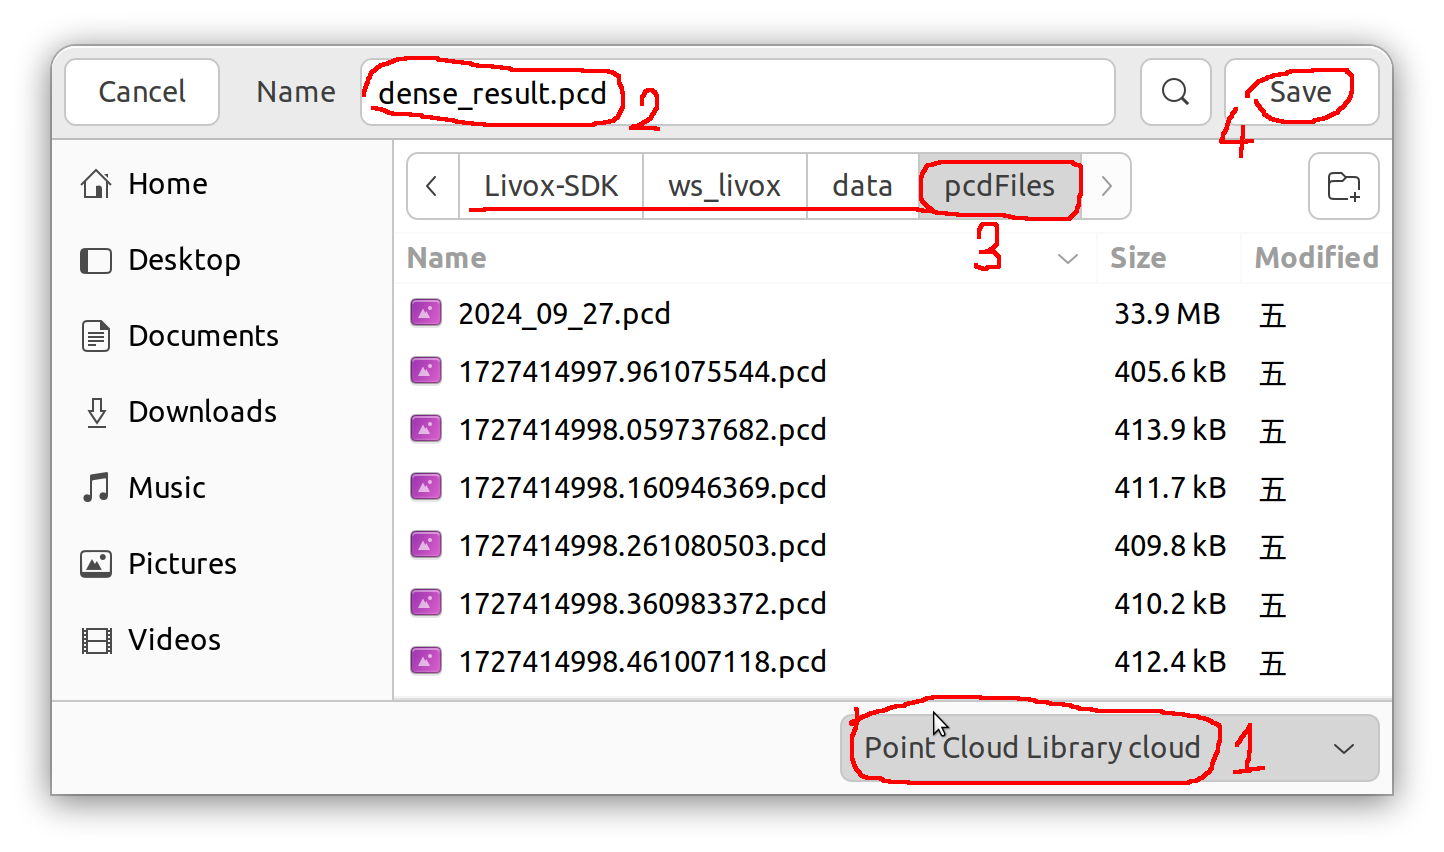 Cancel Name dense_result.pcd 2 4 Save
Home
Desktop
Documents
Downloads
Music
Pictures
Videos
Livox-SDK ws_livox data pcdFiles
3
Name Size Modified
2024_09_27.pcd 33.9 MB 五
1727414997.961075544.pcd 405.6 kB 五
1727414998.059737682.pcd 413.9 kB 五
1727414998.160946369.pcd 411.7 kB 五
1727414998.261080503.pcd 409.8 kB 五
1727414998.360983372.pcd 410.2 kB 五
1727414998.461007118.pcd 412.4 kB 五
Point Cloud Library cloud 1